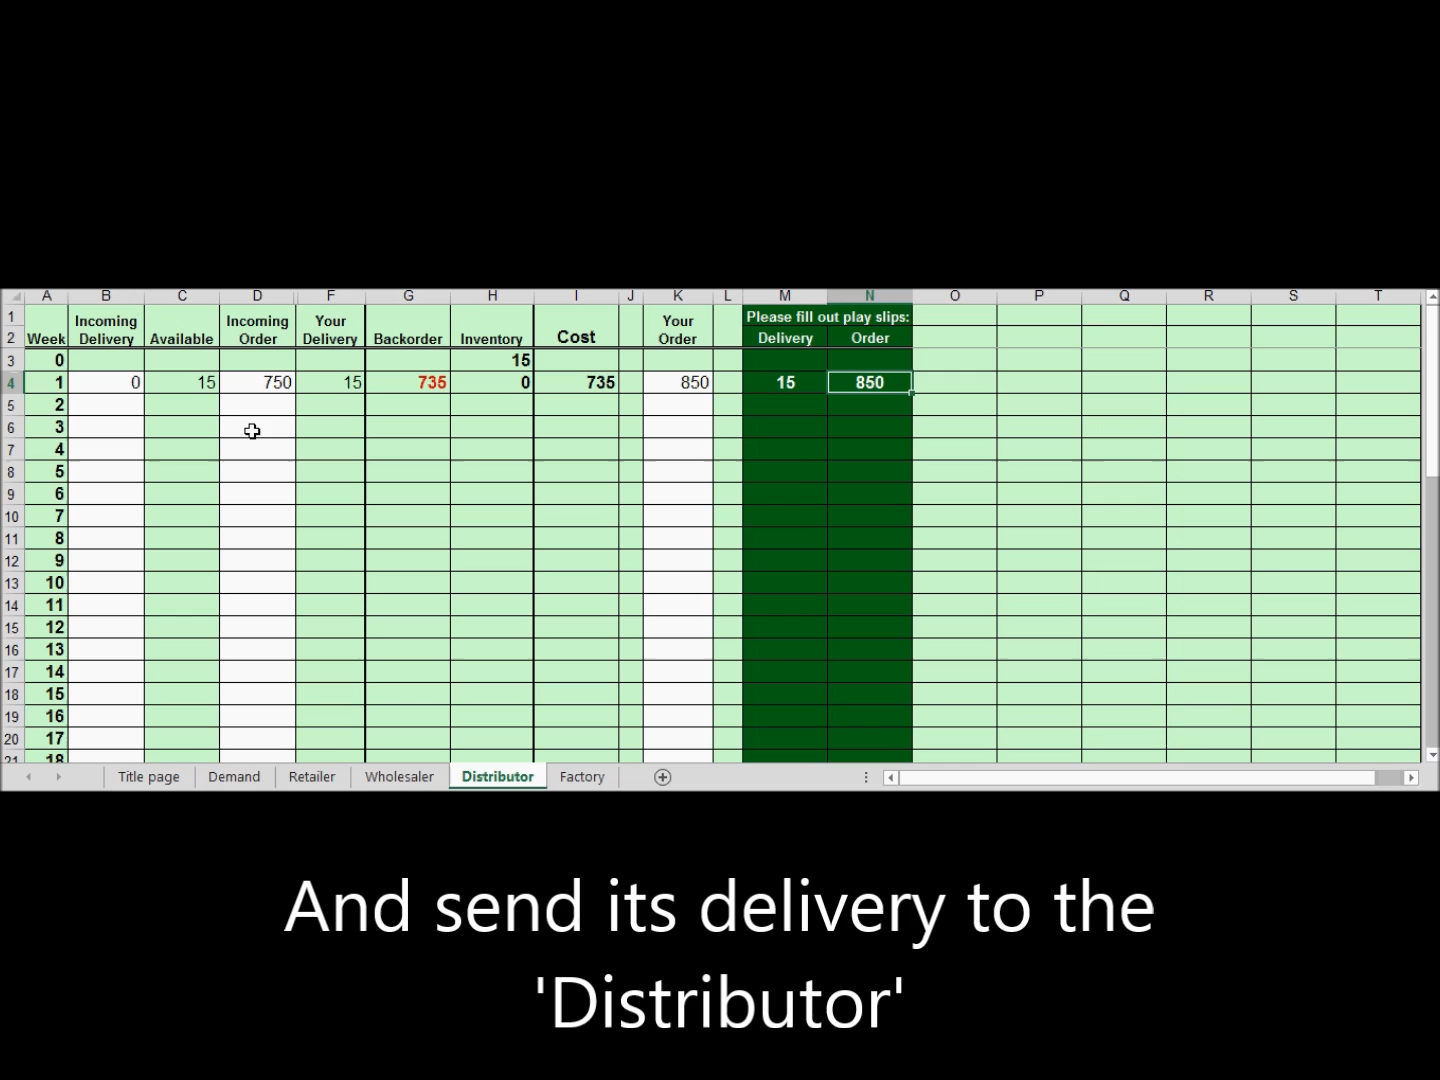 A B C D F G H I J K L M N O P Q R S T
1 Incoming Incoming Your Your Please fill out play slips:
2 Week Delivery Available Order Delivery Backorder Inventory Cost Order Delivery Order
3 0 15
4 1 0 15 750 15 735 0 735 850 15 850
5 2
6 3
7 4
8 5
9 6
10 7
11 8
12 9
13 10
14 11
15 12
16 13
17 14
18 15
19 16
20 17
21 18
Title page Demand Retailer Wholesaler Distributor Factory
And send its delivery to the
'Distributor'